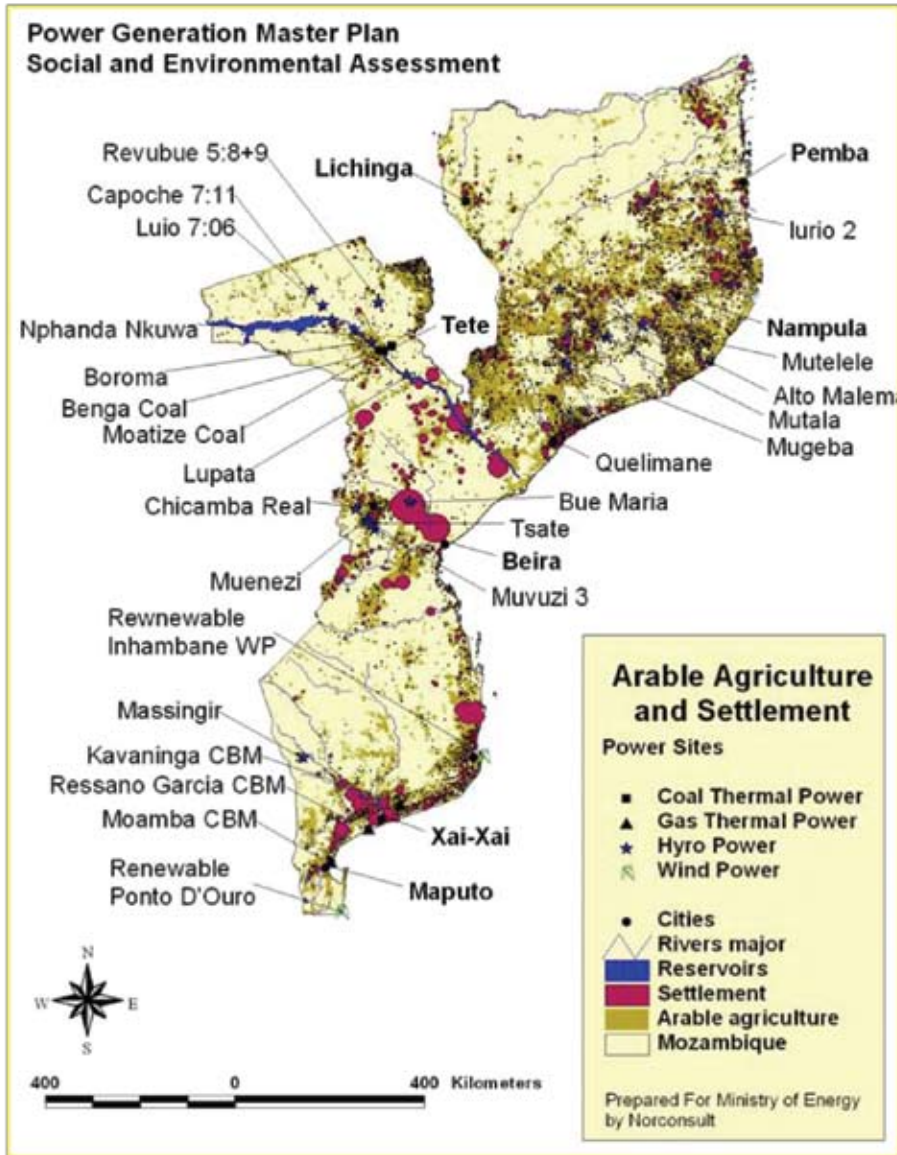 Power Generation Master Plan
Social and Environmental Assessment
Revubue 5:8+9
Capoche 7:11
Luio 7:06
Lichinga
Pemba
Iurio 2
Nphanda Nkuwa
Tete
Nampula
Boroma
Mutelele
Benga Coal
Alto Malema
Moatize Coal
Mutala
Mugeba
Lupata
Quelimane
Chicamba Real
Bue Maria
Tsate
Beira
Muenezi
Muvuzi 3
Rewnewable
Inhambane WP
Massingir
Kavaninga CBM
Ressano Garcia CBM
Moamba CBM
Xai-Xai
Renewable
Ponto D'Ouro
Maputo
N
W E
S
400 0 400 Kilometers
Arable Agriculture
and Settlement
Power Sites
Coal Thermal Power
Gas Thermal Power
Hyro Power
Wind Power
Cities
Rivers major
Reservoirs
Settlement
Arable agriculture
Mozambique
Prepared For Ministry of Energy
by Norconsult